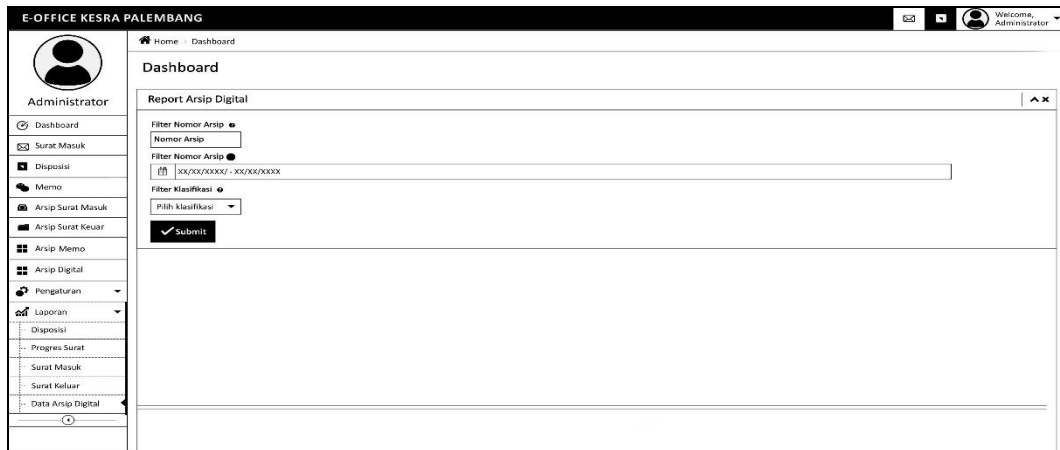 E-OFFICE KESRA PALEMBANG
Welcome,
Administrator
Home Dashboard
Dashboard
Administrator
Dashboard
Surat Masuk
Disposisi
Memo
Arsip Surat Masuk
Arsip Surat Keuar
Arsip Memo
Arsip Digital
Pengaturan
Laporan
Disposisi
Progres Surat
Surat Masuk
Surat Keluar
Data Arsip Digital
Report Arsip Digital
Filter Nomor Arsip
Nomor Arsip
Filter Nomor Arsip
XX/XX/XXXX/ - XX/XX/XXXX
Filter Klasifikasi
Pilih klasifikasi
Submit